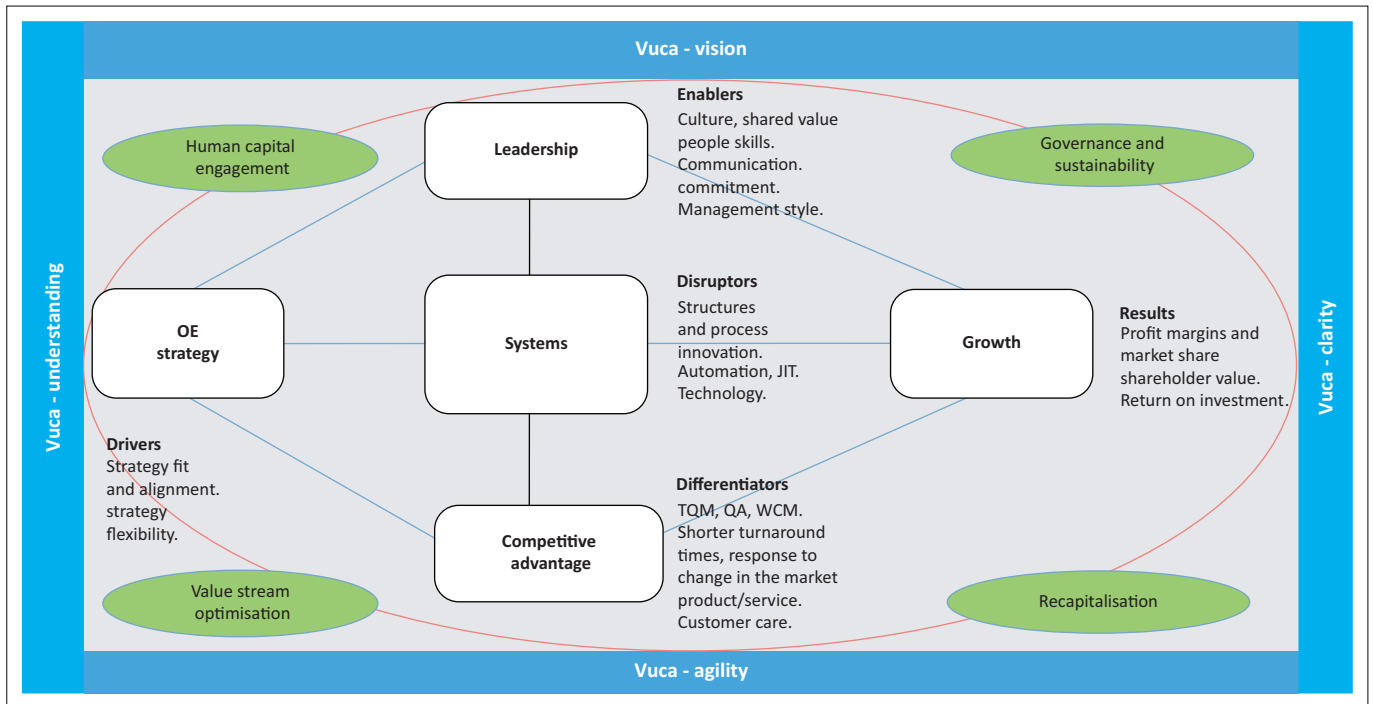 Vuca - vision
Vuca - understanding
Human capital
engagement
Leadership
Enablers
Culture, shared value
people skills.
Communication.
commitment.
Management style.
Governance and
sustainability
OE
strategy
Systems
Disruptors
Structures
and process
innovation.
Automation, JIT.
Technology.
Growth
Results
Profit margins and
market share
shareholder value.
Return on investment.
Drivers
Strategy fit
and alignment.
strategy
flexibility.
Competitive
advantage
Differentiators
TQM, QA, WCM.
Shorter turnaround
times, response to
change in the market
product/service.
Customer care.
Value stream
optimisation
Recapitalisation
Vuca - clarity
Vuca - agility